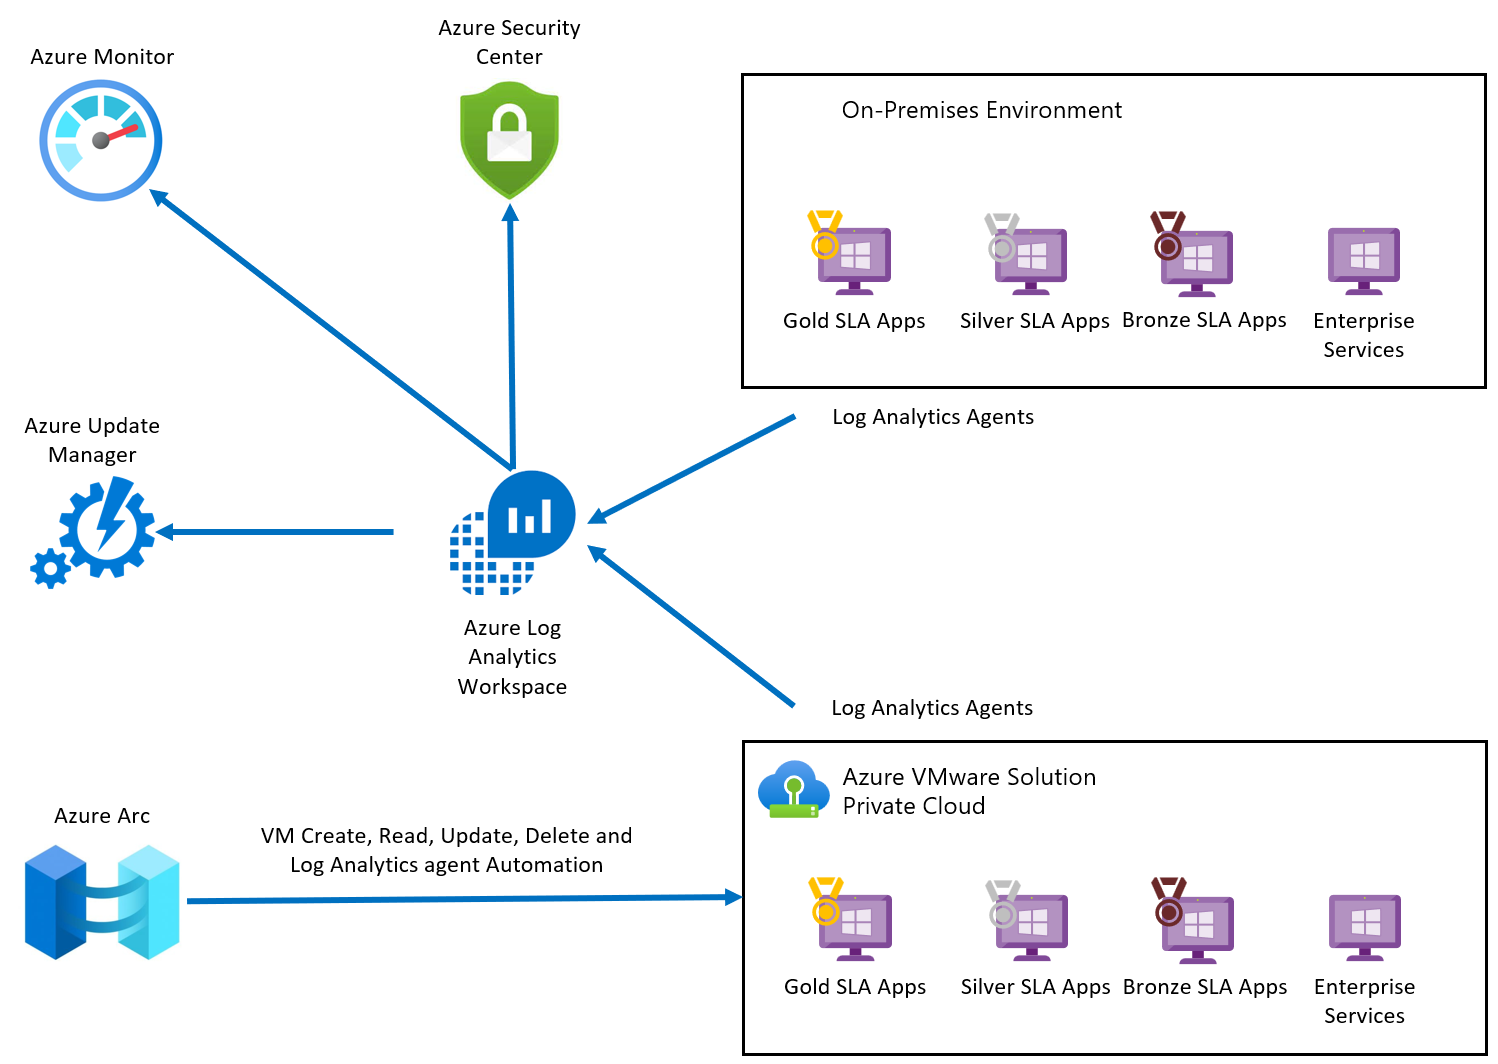 Azure Monitor
Azure Security
Center
On-Premises Environment
Gold SLA Apps
Silver SLA Apps
Bronze SLA Apps
Enterprise
Services
Azure Update
Manager
Log Analytics Agents
Azure Log
Analytics
Workspace
Log Analytics Agents
Azure VMware Solution
Private Cloud
Azure Arc
VM Create, Read, Update, Delete and
Log Analytics agent Automation
Gold SLA Apps
Silver SLA Apps
Bronze SLA Apps
Enterprise
Services